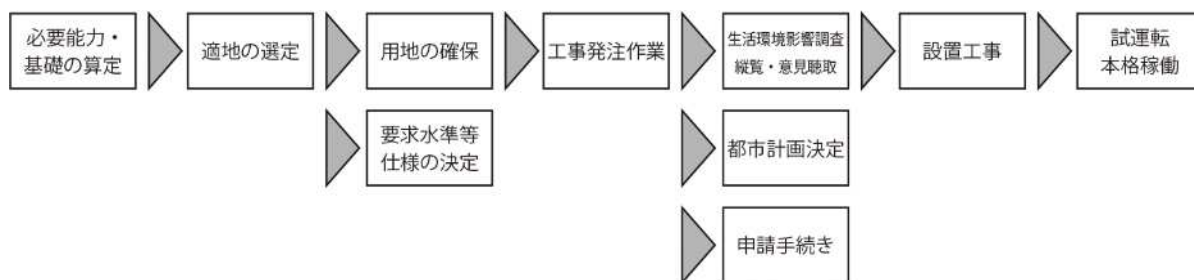 必要能力・
基礎の算定
適地の選定
用地の確保
工事発注作業
生活環境影響調査
縦覧・意見聴取
設置工事
試運転
本格稼働
要求水準等
仕様の決定
都市計画決定
申請手続き